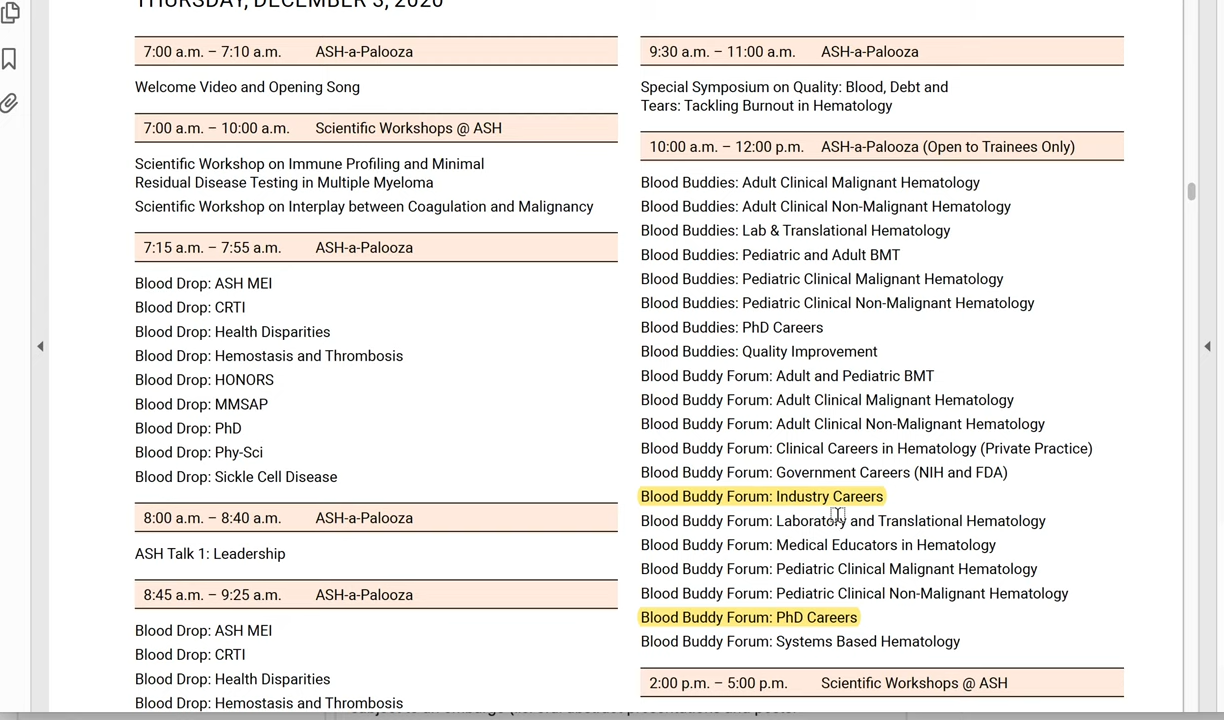 THURSDAY, DECEMBER 3, 2020
7:00 a.m. – 7:10 a.m. ASH-a-Palooza
Welcome Video and Opening Song
7:00 a.m. – 10:00 a.m. Scientific Workshops @ ASH
Scientific Workshop on Immune Profiling and Minimal
Residual Disease Testing in Multiple Myeloma
Scientific Workshop on Interplay between Coagulation and Malignancy
7:15 a.m. – 7:55 a.m. ASH-a-Palooza
Blood Drop: ASH MEI
Blood Drop: CRTI
Blood Drop: Health Disparities
Blood Drop: Hemostasis and Thrombosis
Blood Drop: HONORS
Blood Drop: MMSAP
Blood Drop: PhD
Blood Drop: Phy-Sci
Blood Drop: Sickle Cell Disease
8:00 a.m. – 8:40 a.m. ASH-a-Palooza
ASH Talk 1: Leadership
8:45 a.m. – 9:25 a.m. ASH-a-Palooza
Blood Drop: ASH MEI
Blood Drop: CRTI
Blood Drop: Health Disparities
Blood Drop: Hemostasis and Thrombosis
9:30 a.m. – 11:00 a.m. ASH-a-Palooza
Special Symposium on Quality: Blood, Debt and
Tears: Tackling Burnout in Hematology
10:00 a.m. – 12:00 p.m. ASH-a-Palooza (Open to Trainees Only)
Blood Buddies: Adult Clinical Malignant Hematology
Blood Buddies: Adult Clinical Non-Malignant Hematology
Blood Buddies: Lab & Translational Hematology
Blood Buddies: Pediatric and Adult BMT
Blood Buddies: Pediatric Clinical Malignant Hematology
Blood Buddies: Pediatric Clinical Non-Malignant Hematology
Blood Buddies: PhD Careers
Blood Buddies: Quality Improvement
Blood Buddy Forum: Adult and Pediatric BMT
Blood Buddy Forum: Adult Clinical Malignant Hematology
Blood Buddy Forum: Adult Clinical Non-Malignant Hematology
Blood Buddy Forum: Clinical Careers in Hematology (Private Practice)
Blood Buddy Forum: Government Careers (NIH and FDA)
Blood Buddy Forum: Industry Careers
Blood Buddy Forum: Laboratory and Translational Hematology
Blood Buddy Forum: Medical Educators in Hematology
Blood Buddy Forum: Pediatric Clinical Malignant Hematology
Blood Buddy Forum: Pediatric Clinical Non-Malignant Hematology
Blood Buddy Forum: PhD Careers
Blood Buddy Forum: Systems Based Hematology
2:00 p.m. – 5:00 p.m. Scientific Workshops @ ASH